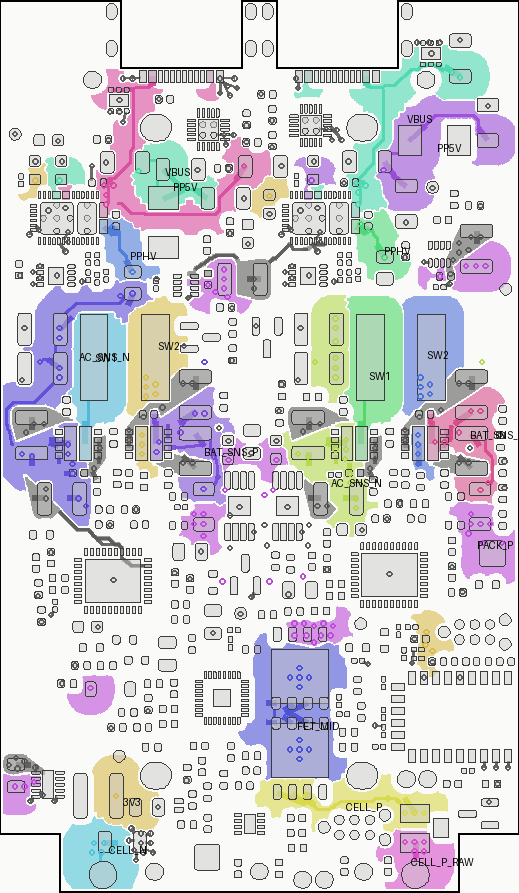 VBUS
VBUS
PP5V
PP5V
PPHV
PPHV
AC_SNS_N
SW2
SW2
SW1
BAT_SNS_P
BAT_SNS_
AC_SNS_N
PACK_P
FET_MID
3V3
CELL_P
CELL_N
CELL_P_RAW